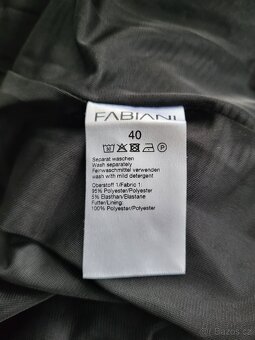 FABIANI
40
Separat waschen
Wash separately
Feinwaschmittel verwenden
wash with mild detergent
Oberstoff 1/Fabric 1
95% Polyester/Polyester
5% Elasthan/Elastane
Futter/Lining:
100% Polyester/Polyester